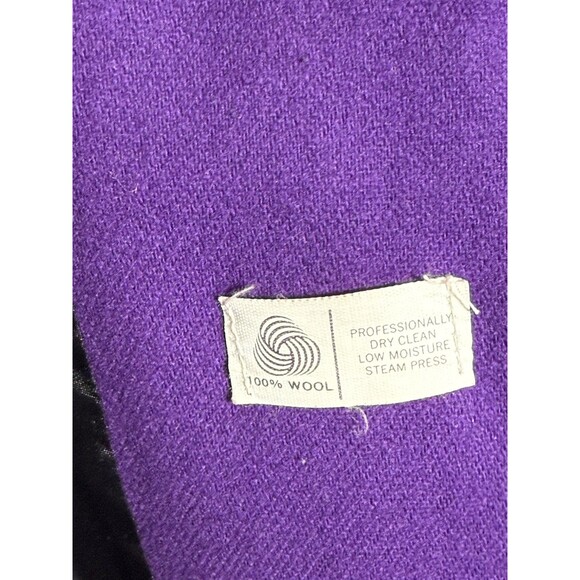 100% WOOL
PROFESSIONALLY
DRY CLEAN
LOW MOISTURE
STEAM PRESS